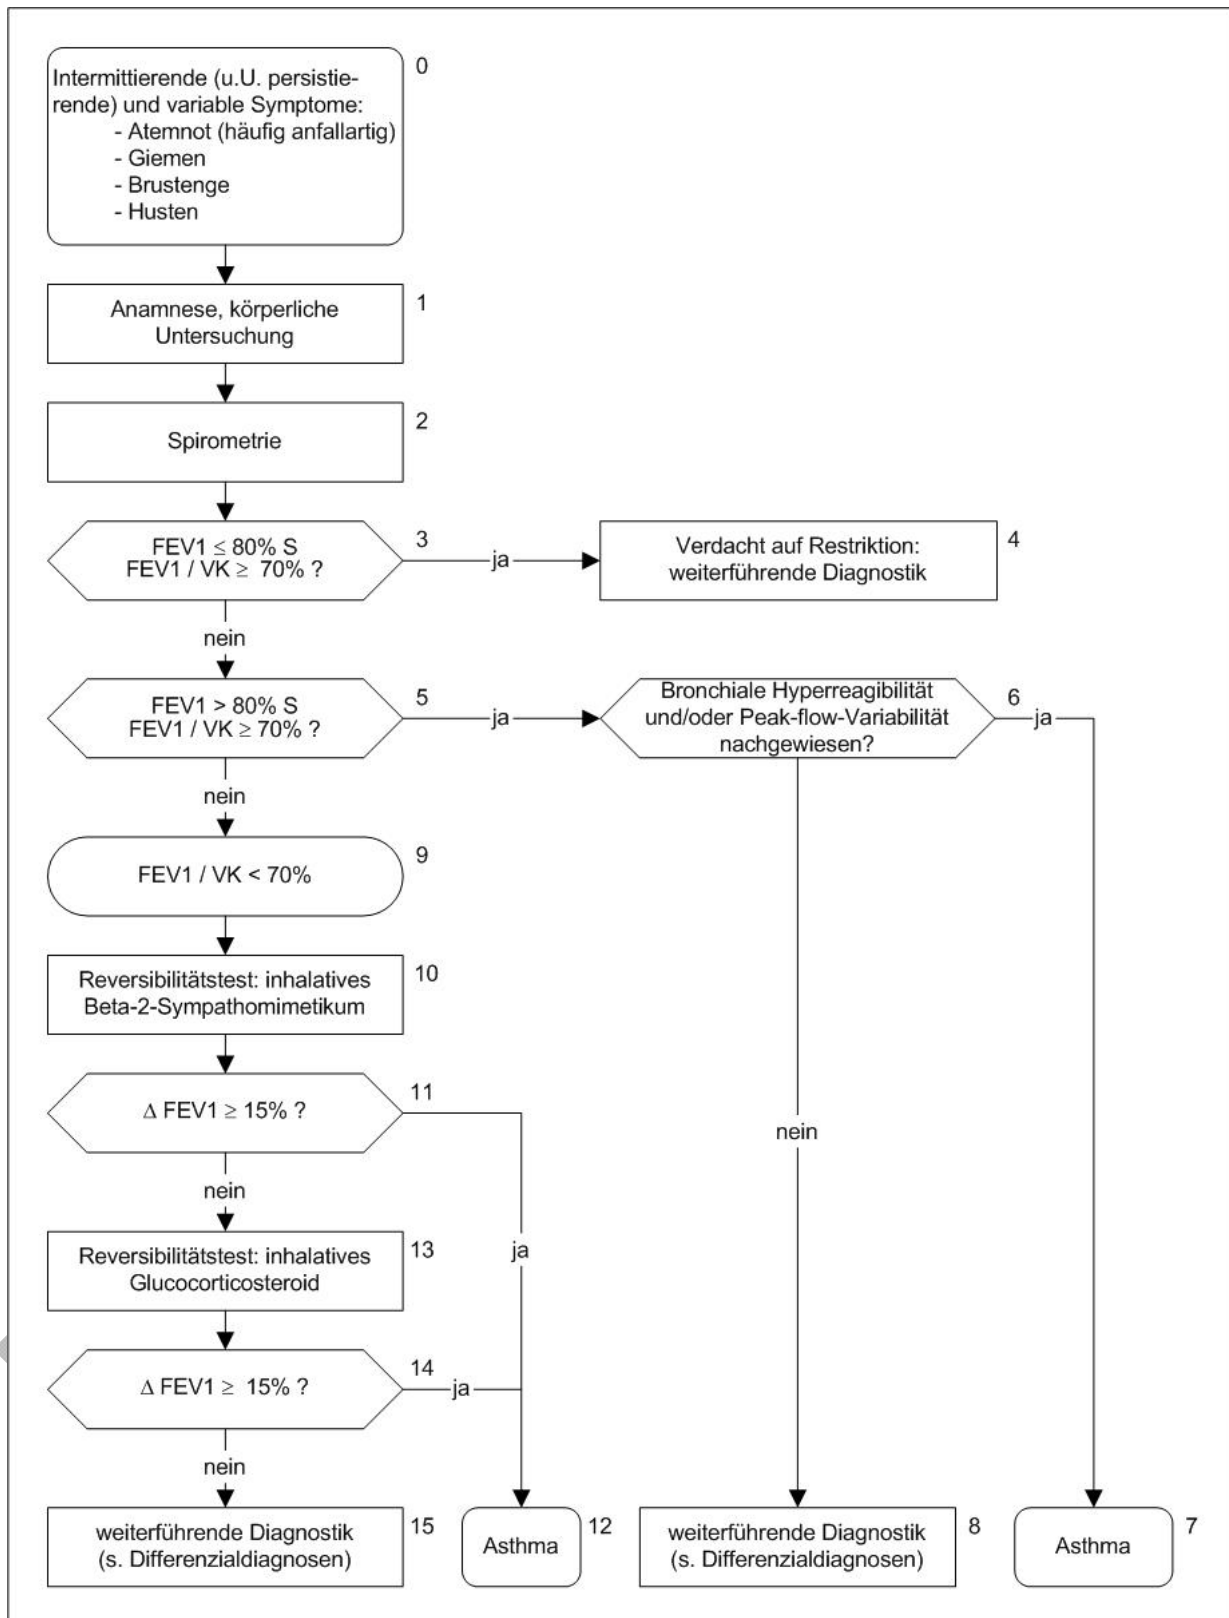 0
Intermittierende (u.U. persistie-
rende) und variable Symptome:
- Atemnot (häufig anfallartig)
- Giemen
- Brustenge
- Husten
1
Anamnese, körperliche
Untersuchung
2
Spirometrie
3
FEV1 ≤ 80% S
FEV1 / VK ≥ 70% ?
ja
4
Verdacht auf Restriktion:
weiterführende Diagnostik
nein
5
FEV1 > 80% S
FEV1 / VK ≥ 70% ?
ja
6
Bronchiale Hyperreagibilität
und/oder Peak-flow-Variabilität
nachgewiesen?
ja
nein
9
FEV1 / VK < 70%
10
Reversibilitätstest: inhalatives
Beta-2-Sympathomimetikum
11
Δ FEV1 ≥ 15% ?
nein
nein
ja
13
Reversibilitätstest: inhalatives
Glucocorticosteroid
14
Δ FEV1 ≥ 15% ?
ja
nein
15
weiterführende Diagnostik
(s. Differenzialdiagnosen)
12
Asthma
8
weiterführende Diagnostik
(s. Differenzialdiagnosen)
7
Asthma